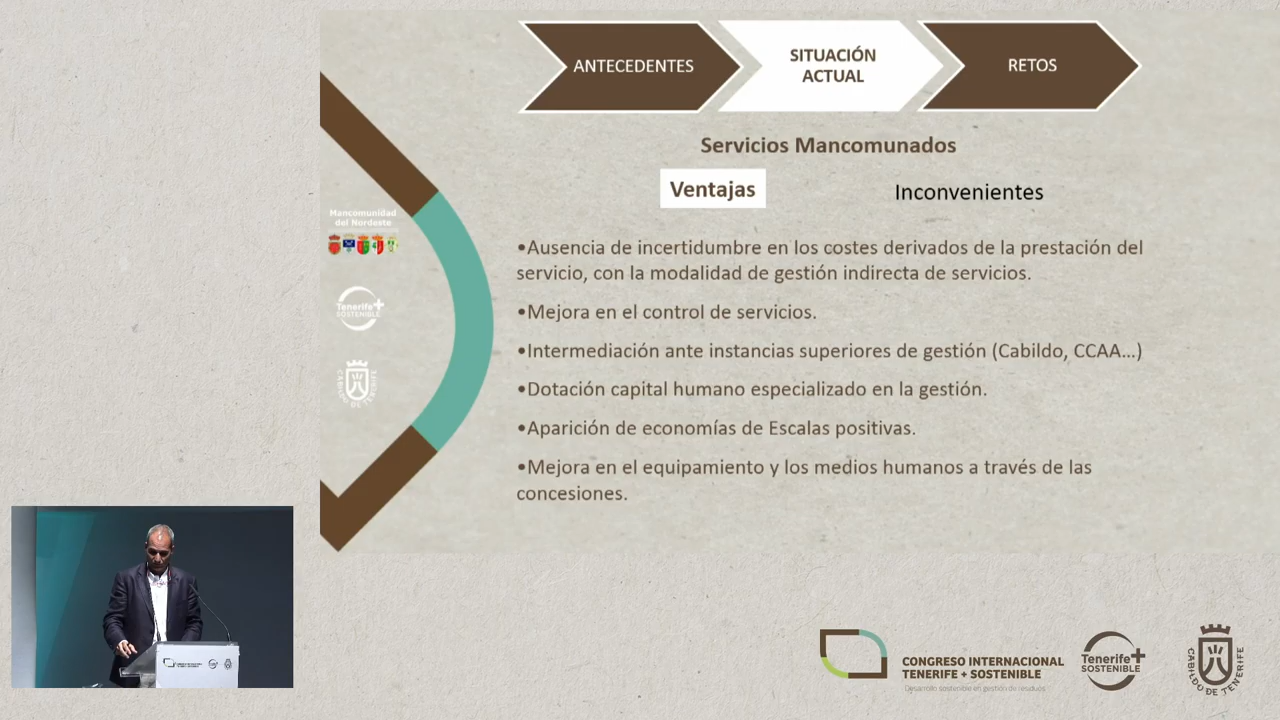 ANTECEDENTES
SITUACIÓN
ACTUAL
RETOS
Servicios Mancomunados
Ventajas
Inconvenientes
Mancomunidad
del Nordeste
Tenerife+
SOSTENIBLE
CABILDO DE TENERIFE
•Ausencia de incertidumbre en los costes derivados de la prestación del
servicio, con la modalidad de gestión indirecta de servicios.
•Mejora en el control de servicios.
•Intermediación ante instancias superiores de gestión (Cabildo, CCAA...)
•Dotación capital humano especializado en la gestión.
•Aparición de economías de Escalas positivas.
•Mejora en el equipamiento y los medios humanos a través de las
concesiones.
CONGRESO INTERNACIONAL
TENERIFE + SOSTENIBLE
Desarrollo sostenible en gestión de residuos
Tenerife+
SOSTENIBLE
CABILDO DE TENERIFE